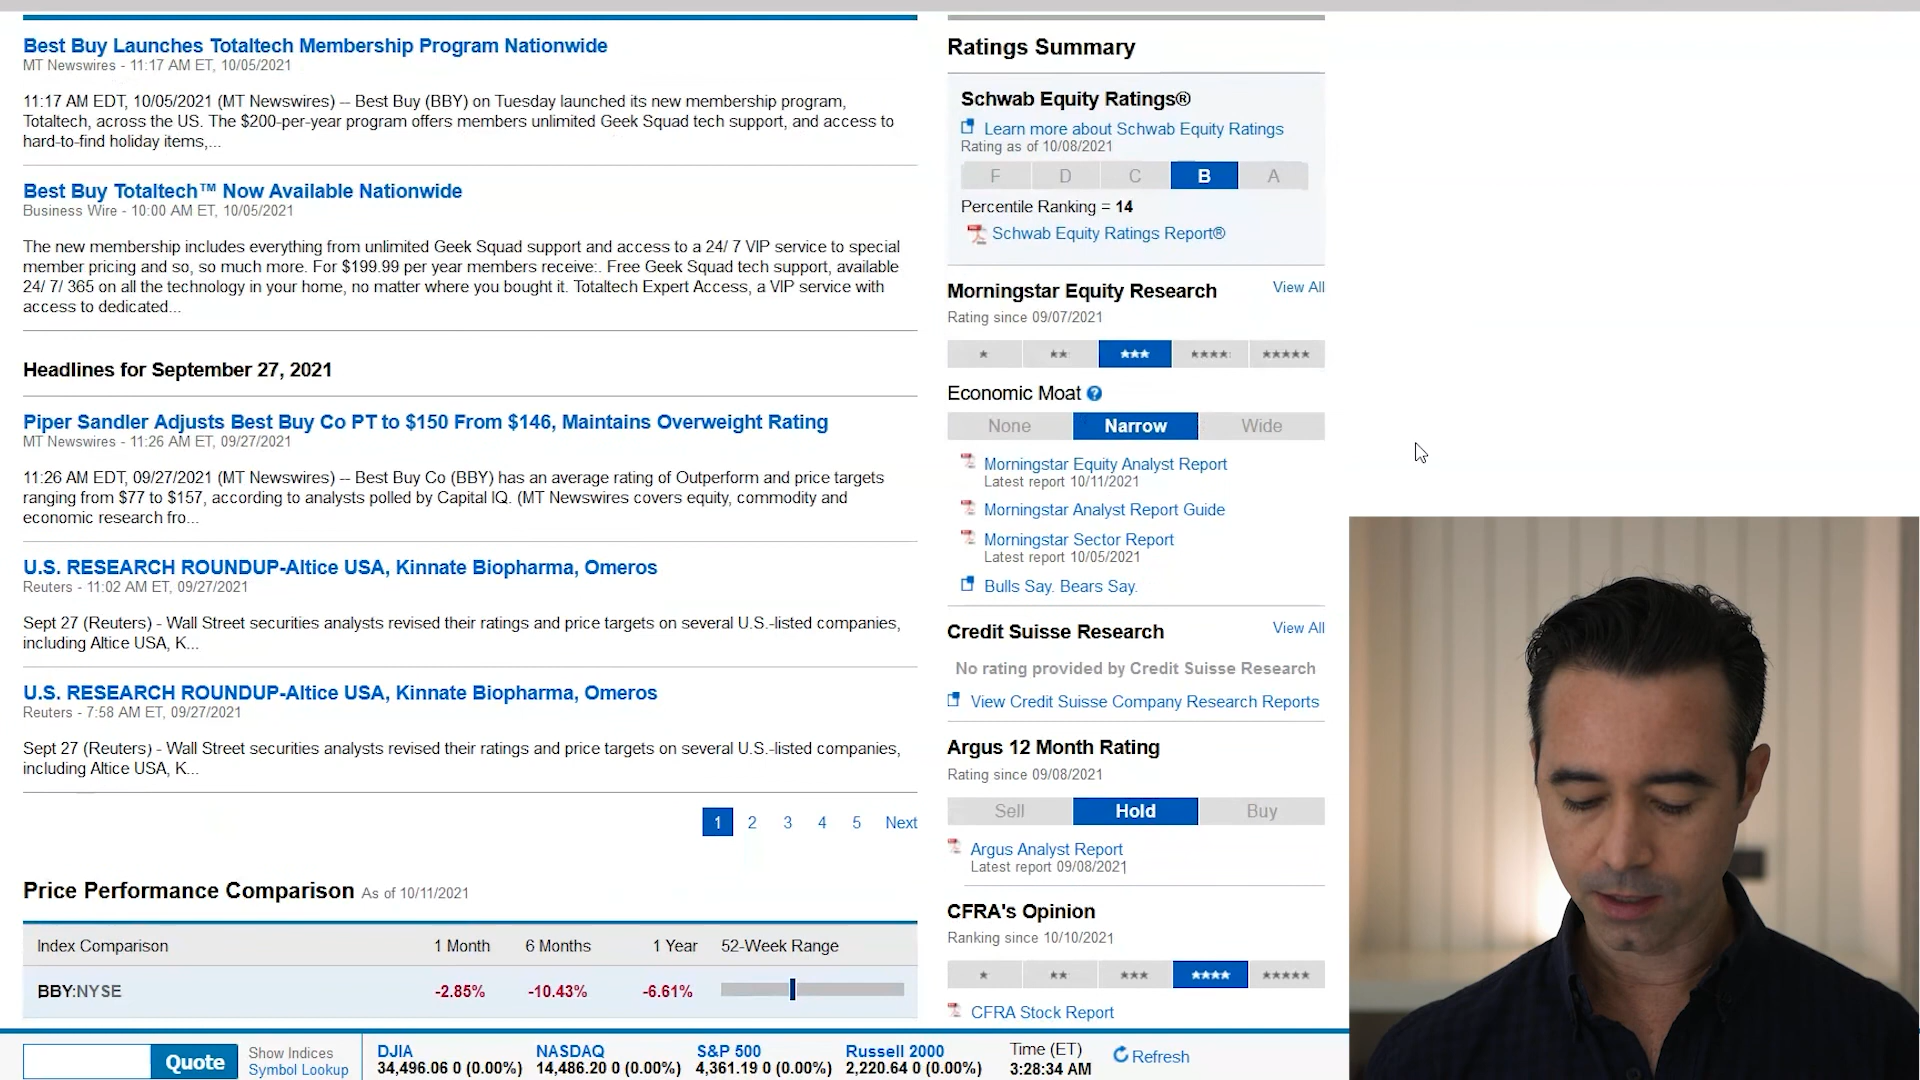 Best Buy Launches Totaltech Membership Program Nationwide
MT Newswires - 11:17 AM ET, 10/05/2021
11:17 AM EDT, 10/05/2021 (MT Newswires) -- Best Buy (BBY) on Tuesday launched its new membership program,
Totaltech, across the US. The $200-per-year program offers members unlimited Geek Squad tech support, and access to
hard-to-find holiday items,...
Best Buy Totaltech™ Now Available Nationwide
Business Wire - 10:00 AM ET, 10/05/2021
The new membership includes everything from unlimited Geek Squad support and access to a 24/ 7 VIP service to special
member pricing and so, so much more. For $199.99 per year members receive:. Free Geek Squad tech support, available
24/ 7/ 365 on all the technology in your home, no matter where you bought it. Totaltech Expert Access, a VIP service with
access to dedicated...
Headlines for September 27, 2021
Piper Sandler Adjusts Best Buy Co PT to $150 From $146, Maintains Overweight Rating
MT Newswires - 11:26 AM ET, 09/27/2021
11:26 AM EDT, 09/27/2021 (MT Newswires) -- Best Buy Co (BBY) has an average rating of Outperform and price targets
ranging from $77 to $157, according to analysts polled by Capital IQ. (MT Newswires covers equity, commodity and
economic research fro...
U.S. RESEARCH ROUNDUP-Altice USA, Kinnate Biopharma, Omeros
Reuters - 11:02 AM ET, 09/27/2021
Sept 27 (Reuters) - Wall Street securities analysts revised their ratings and price targets on several U.S.-listed companies,
including Altice USA, K...
U.S. RESEARCH ROUNDUP-Altice USA, Kinnate Biopharma, Omeros
Reuters - 7:58 AM ET, 09/27/2021
Sept 27 (Reuters) - Wall Street securities analysts revised their ratings and price targets on several U.S.-listed companies,
including Altice USA, K...
1 2 3 4 5 Next
Price Performance Comparison As of 10/11/2021
Index Comparison 1 Month 6 Months 1 Year 52-Week Range
BBY:NYSE -2.85% -10.43% -6.61%
Ratings Summary
Schwab Equity Ratings®
Learn more about Schwab Equity Ratings
Rating as of 10/08/2021
F D C B A
Percentile Ranking = 14
Schwab Equity Ratings Report®
Morningstar Equity Research View All
Rating since 09/07/2021
★ ★★ ★★★ ★★★★ ★★★★★
Economic Moat ?
None Narrow Wide
Morningstar Equity Analyst Report
Latest report 10/11/2021
Morningstar Analyst Report Guide
Morningstar Sector Report
Latest report 10/05/2021
Bulls Say. Bears Say.
Credit Suisse Research View All
No rating provided by Credit Suisse Research
View Credit Suisse Company Research Reports
Argus 12 Month Rating
Rating since 09/08/2021
Sell Hold Buy
Argus Analyst Report
Latest report 09/08/2021
CFRA's Opinion
Ranking since 10/10/2021
★ ★★ ★★★ ★★★★ ★★★★★
CFRA Stock Report
Quote
Show Indices
Symbol Lookup
DJIA
34,496.06 0 (0.00%)
NASDAQ
14,486.20 0 (0.00%)
S&P 500
4,361.19 0 (0.00%)
Russell 2000
2,220.64 0 (0.00%)
Time (ET)
3:28:34 AM
Refresh